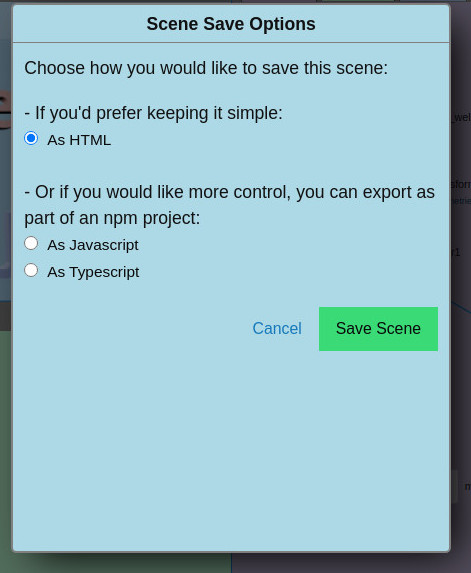 Scene Save Options
Choose how you would like to save this scene:
- If you'd prefer keeping it simple:
As HTML
- Or if you would like more control, you can export as
part of an npm project:
As Javascript
As Typescript
Cancel
Save Scene